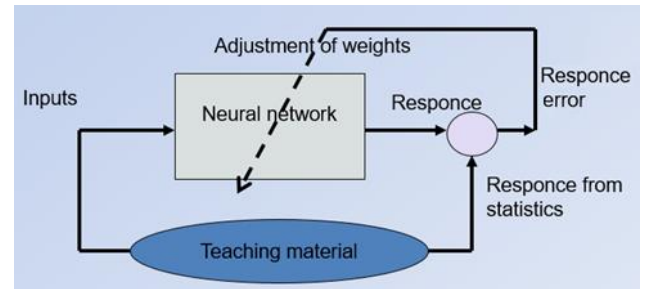 Adjustment of weights
Inputs
Neural network
Responce
Responce
error
Responce from
statistics
Teaching material